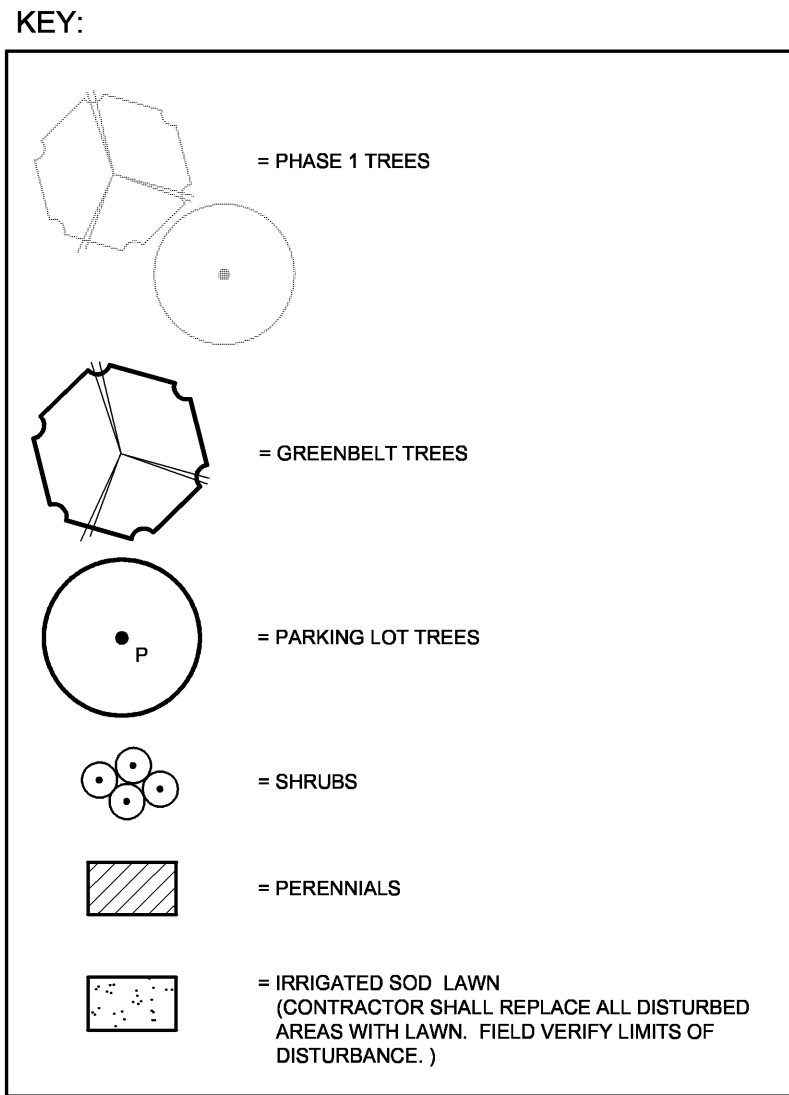 KEY:
= PHASE 1 TREES
= GREENBELT TREES
= PARKING LOT TREES
P
= SHRUBS
= PERENNIALS
= IRRIGATED SOD LAWN
(CONTRACTOR SHALL REPLACE ALL DISTURBED
AREAS WITH LAWN. FIELD VERIFY LIMITS OF
DISTURBANCE. )